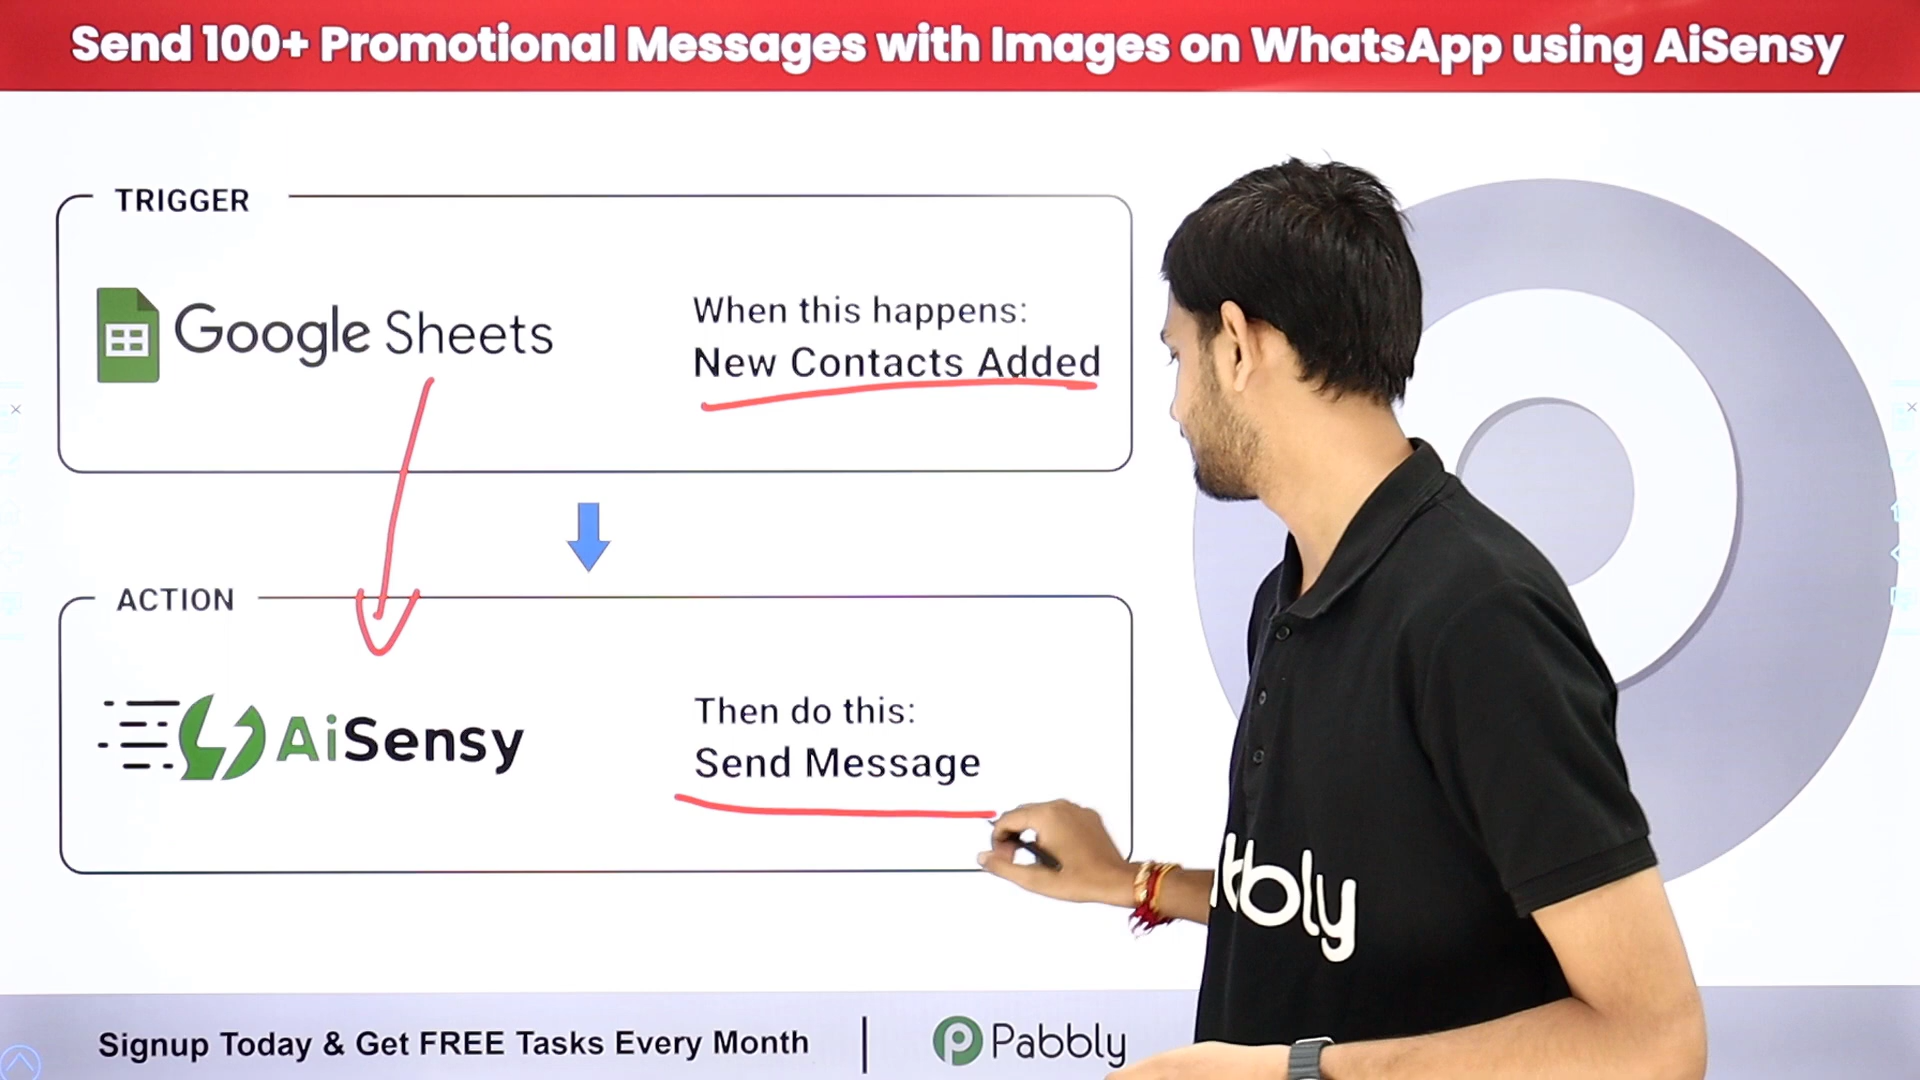 Send 100+ Promotional Messages with Images on WhatsApp using AiSensy
TRIGGER
Google Sheets
When this happens:
New Contacts Added
ACTION
AiSensy
Then do this:
Send Message
bbly
Signup Today & Get FREE Tasks Every Month
Pabbly